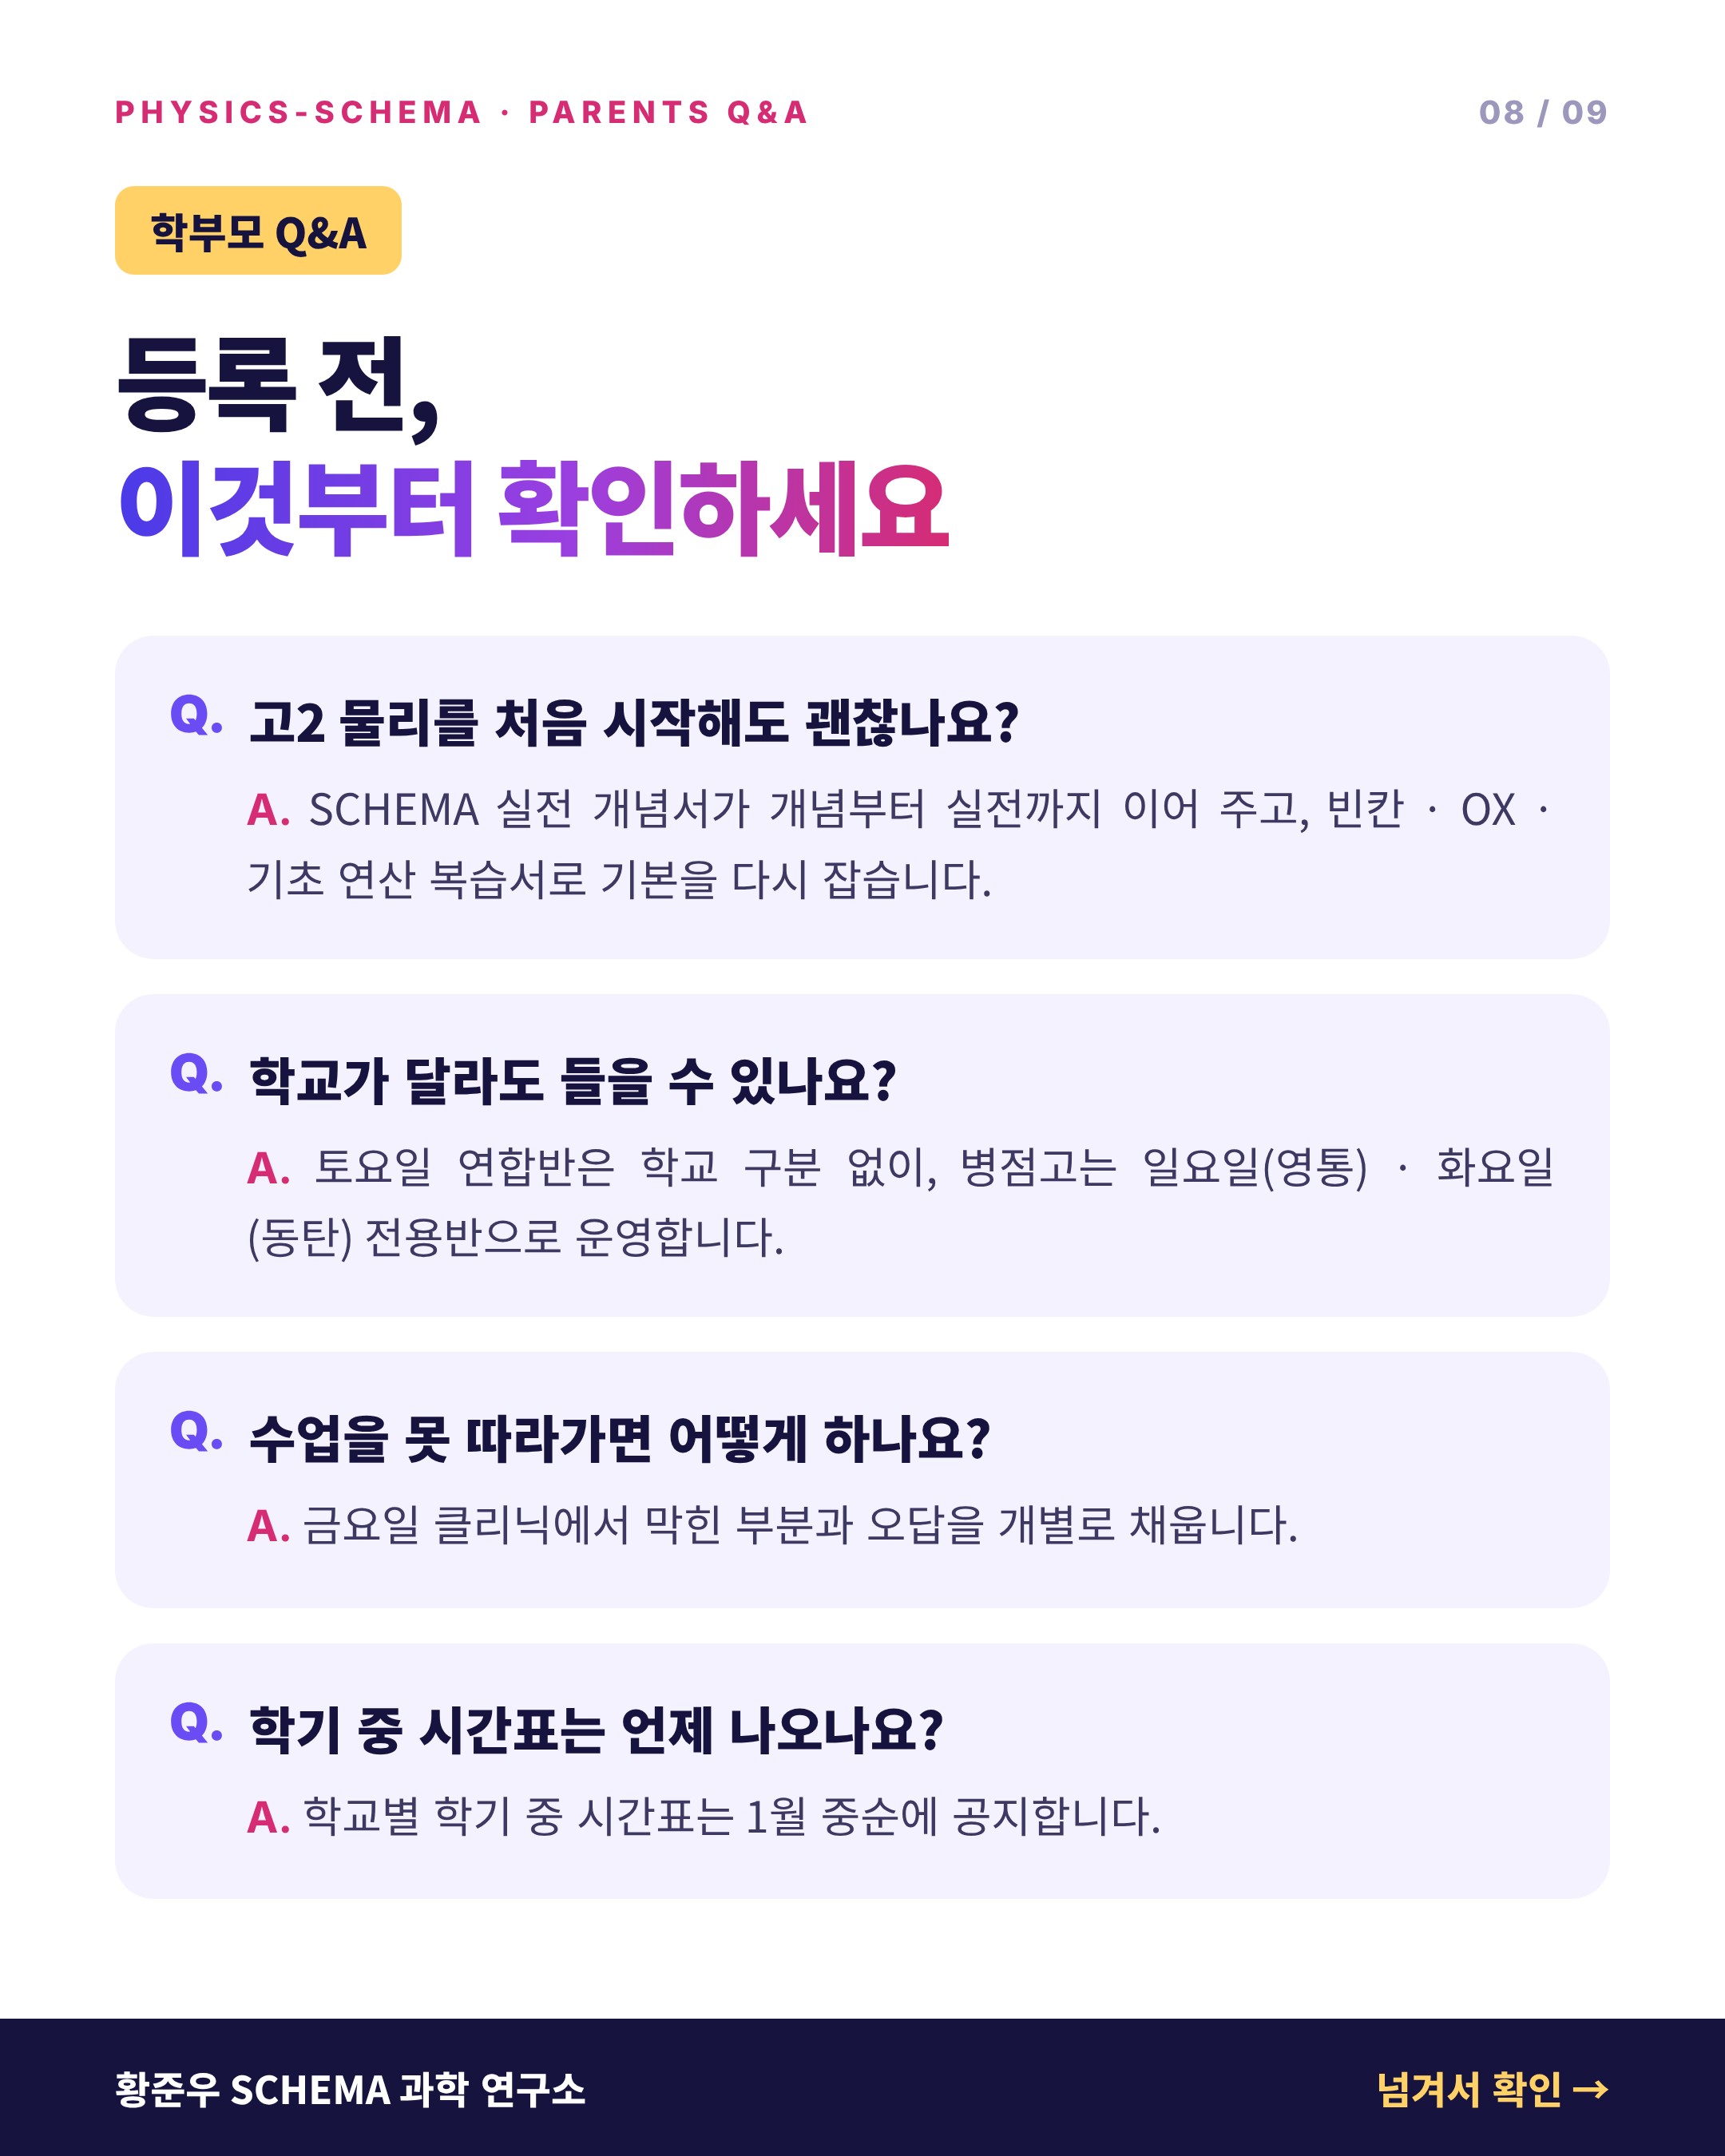 PHYSICS-SCHEMA · PARENTS Q&A
08 / 09
학부모 Q&A
등록 전,
이것부터 확인하세요
Q. 고2 물리를 처음 시작해도 괜찮나요?
A. SCHEMA 실전 개념서가 개념부터 실전까지 이어 주고, 빈칸 · OX ·
기초 연산 복습서로 기본을 다시 잡습니다.
Q. 학교가 달라도 들을 수 있나요?
A. 토요일 연합반은 학교 구분 없이, 병점고는 일요일(영통) · 화요일
(동탄) 전용반으로 운영합니다.
Q. 수업을 못 따라가면 어떻게 하나요?
A. 금요일 클리닉에서 막힌 부분과 오답을 개별로 채웁니다.
Q. 학기 중 시간표는 언제 나오나요?
A. 학교별 학기 중 시간표는 1월 중순에 공지합니다.
황준우 SCHEMA 과학 연구소
넘겨서 확인 →